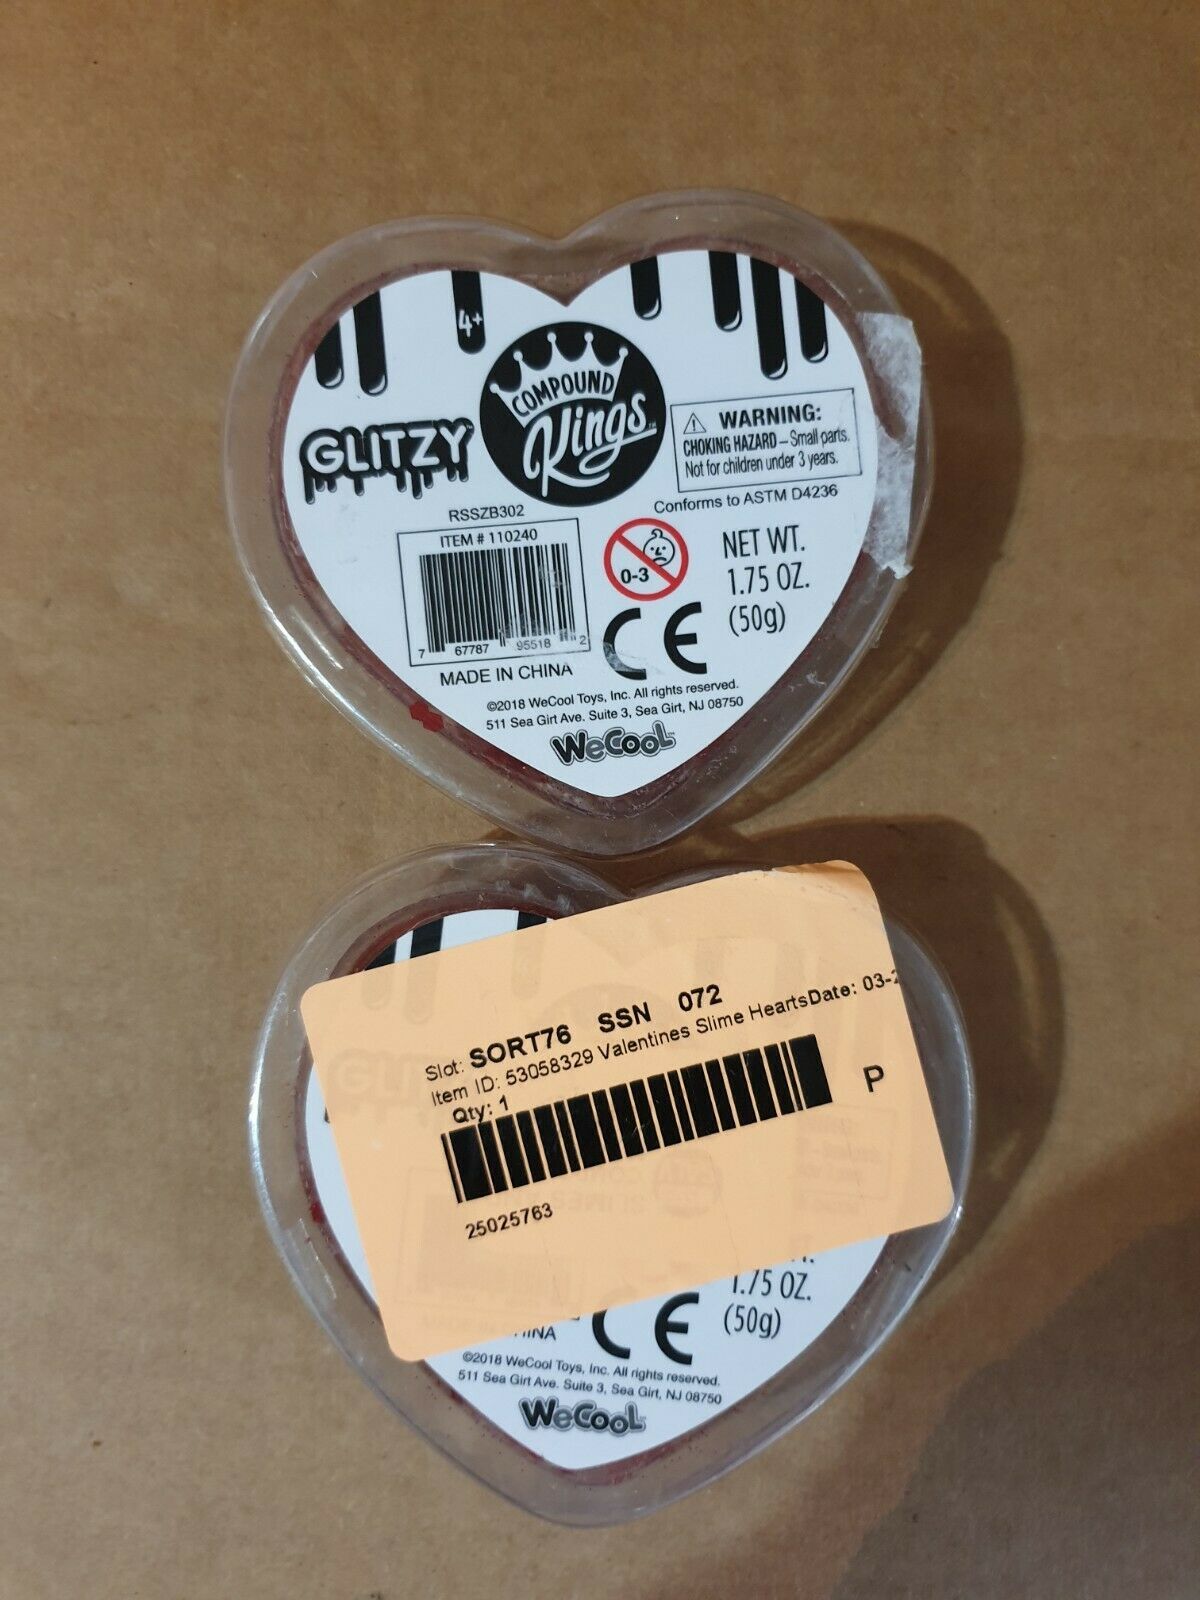 4+
COMPOUND
Kings
GLITZY
WARNING:
CHOKING HAZARD – Small parts.
Not for children under 3 years.
Conforms to ASTM D4236
RSSZB302
ITEM # 110240
7 67787 95518 2
0-3
NET WT.
1.75 OZ.
(50g)
CE
MADE IN CHINA
©2018 WeCool Toys, Inc. All rights reserved.
511 Sea Girt Ave. Suite 3, Sea Girt, NJ 08750
WeCooL
Slot: SORT76 SSN 072
Item ID: 53058329 Valentines Slime HeartsDate: 03-
Qty: 1
P
25025763
1.75 OZ.
(50g)
CE
©2018 WeCool Toys, Inc. All rights reserved.
511 Sea Girt Ave. Suite 3, Sea Girt, NJ 08750
WeCooL